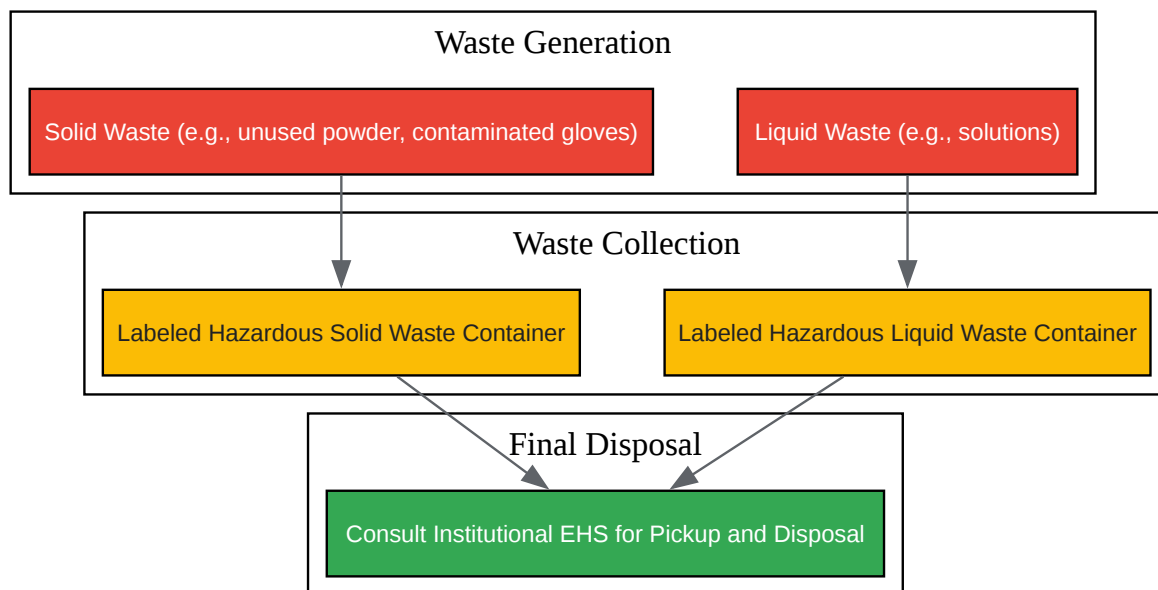 Waste Generation
Solid Waste (e.g., unused powder, contaminated gloves)
Liquid Waste (e.g., solutions)
Waste Collection
Labeled Hazardous Solid Waste Container
Labeled Hazardous Liquid Waste Container
Final Disposal
Consult Institutional EHS for Pickup and Disposal